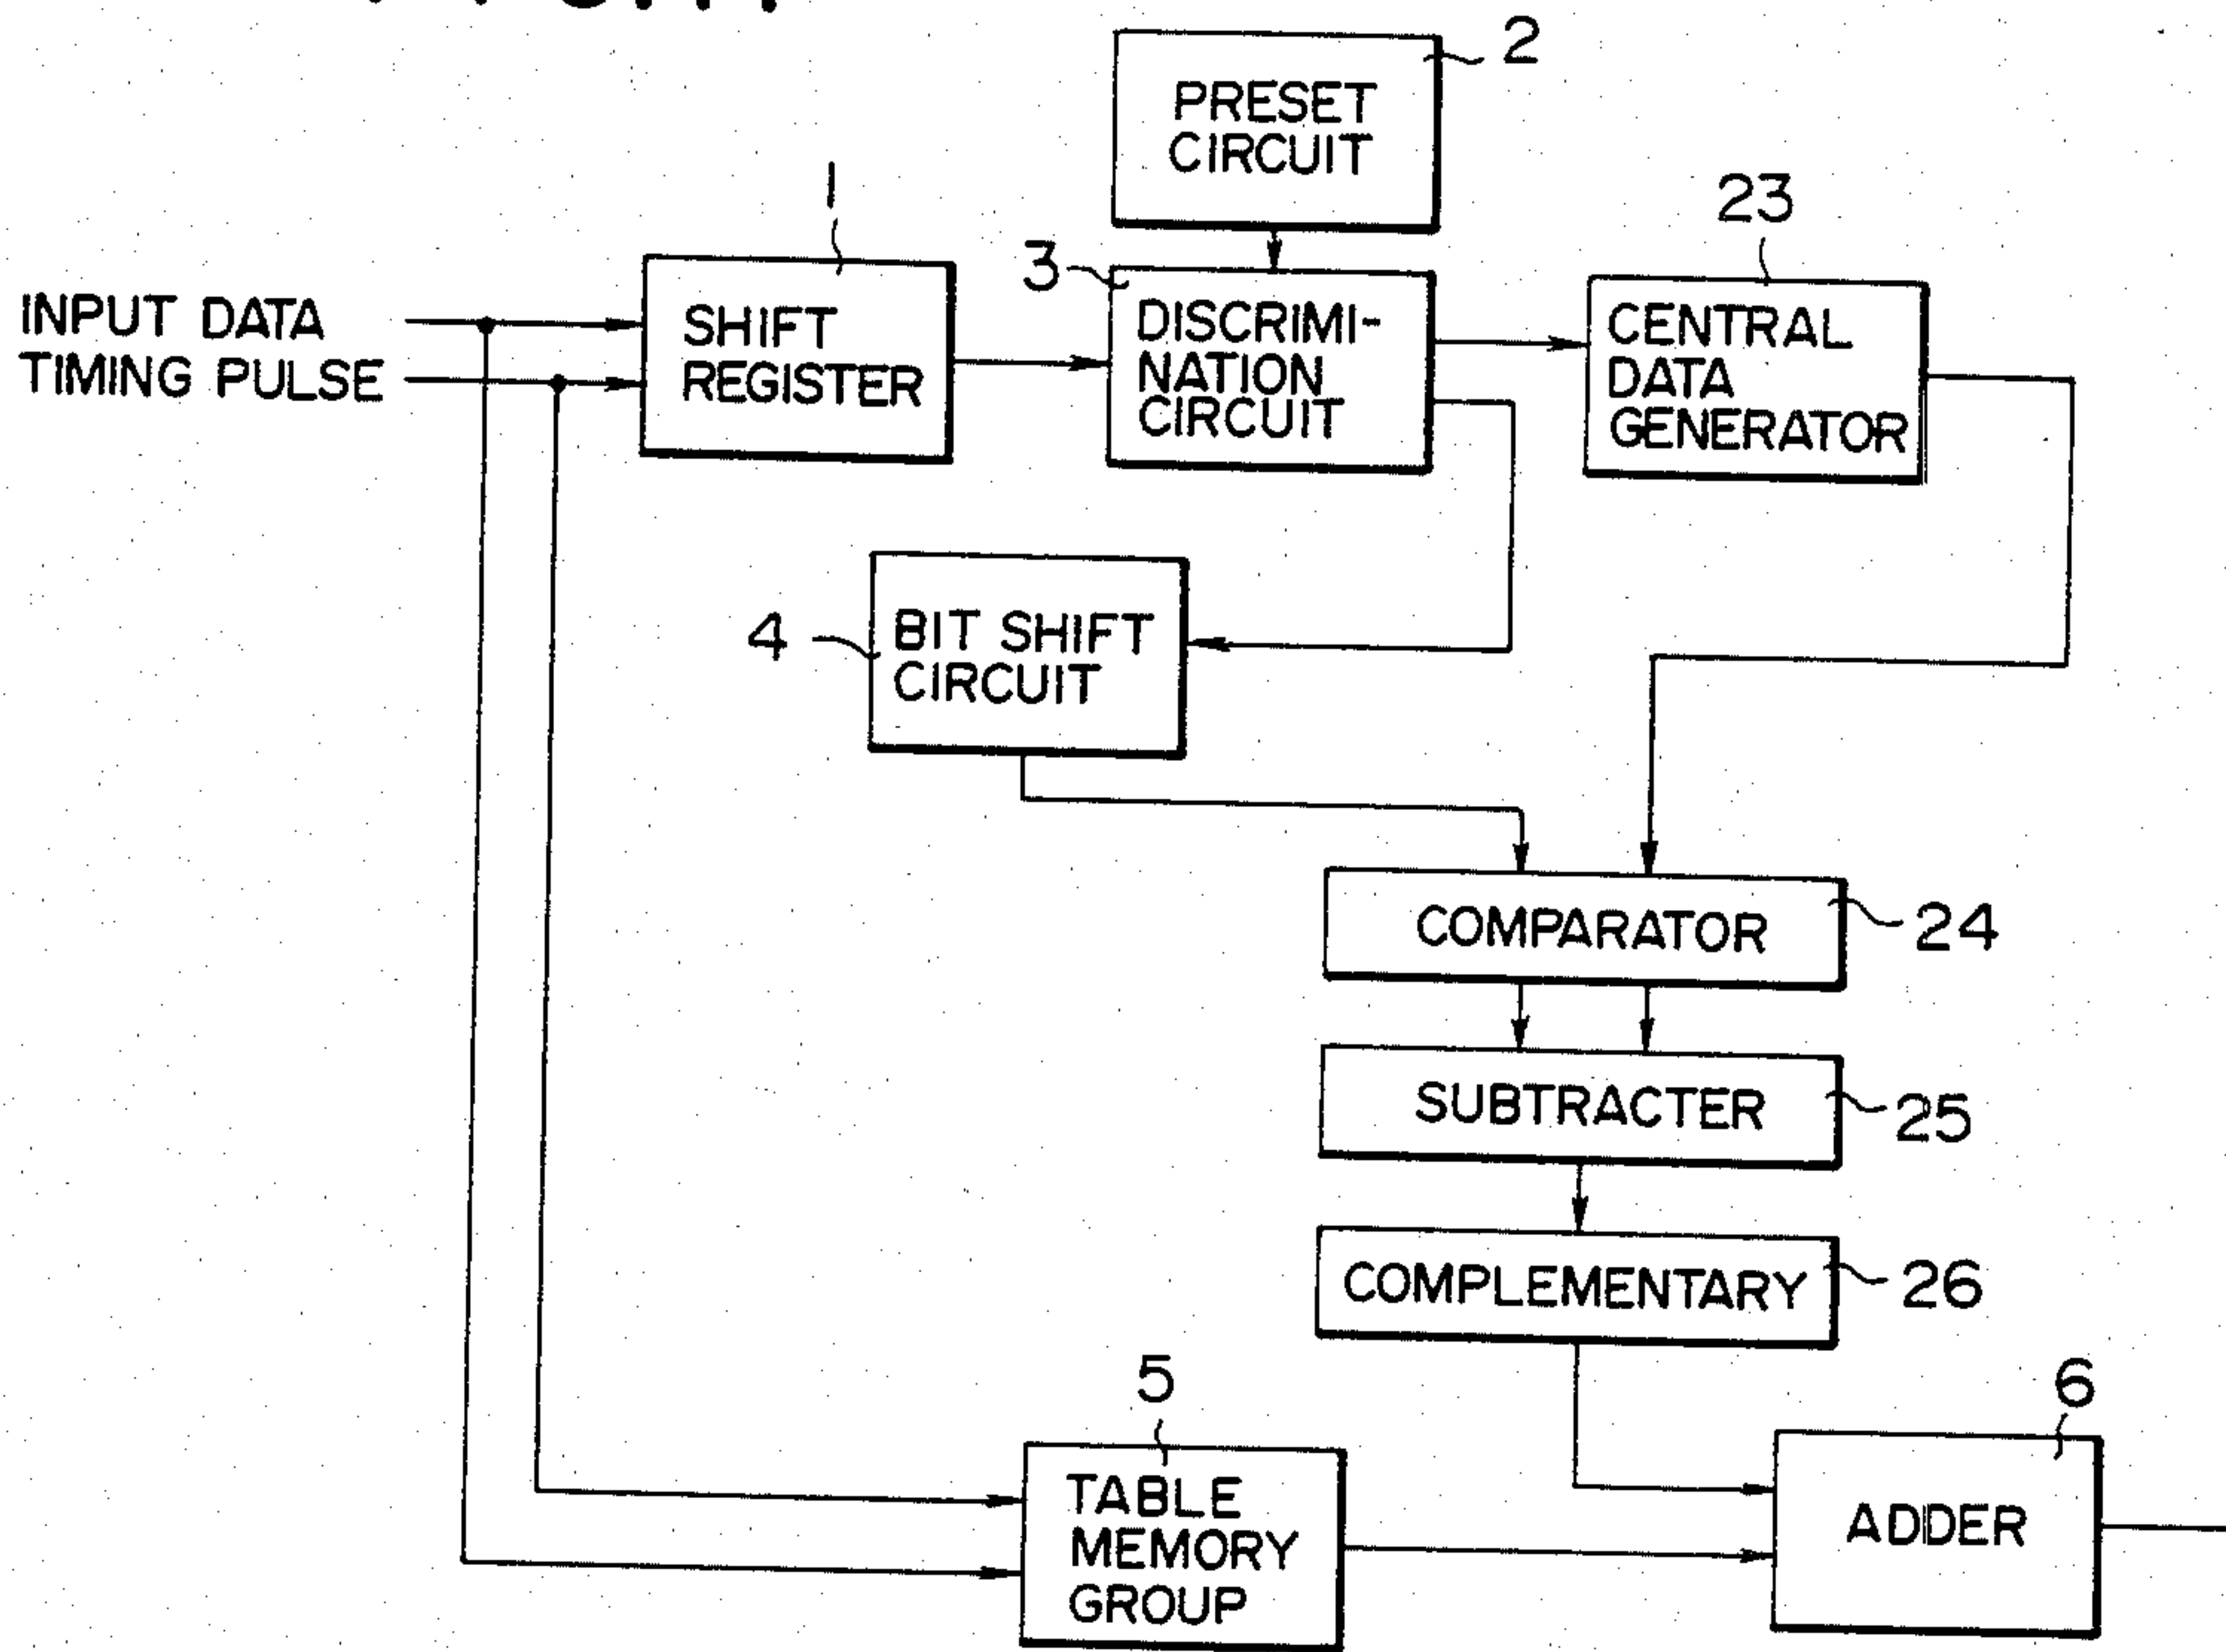 2
PRESET
CIRCUIT
1
23
3
INPUT DATA
TIMING PULSE
SHIFT
REGISTER
DISCRIMI-
NATION
CIRCUIT
CENTRAL
DATA
GENERATOR
4
BIT SHIFT
CIRCUIT
COMPARATOR
24
SUBTRACTER
25
COMPLEMENTARY
26
5
6
TABLE
MEMORY
GROUP
ADDER